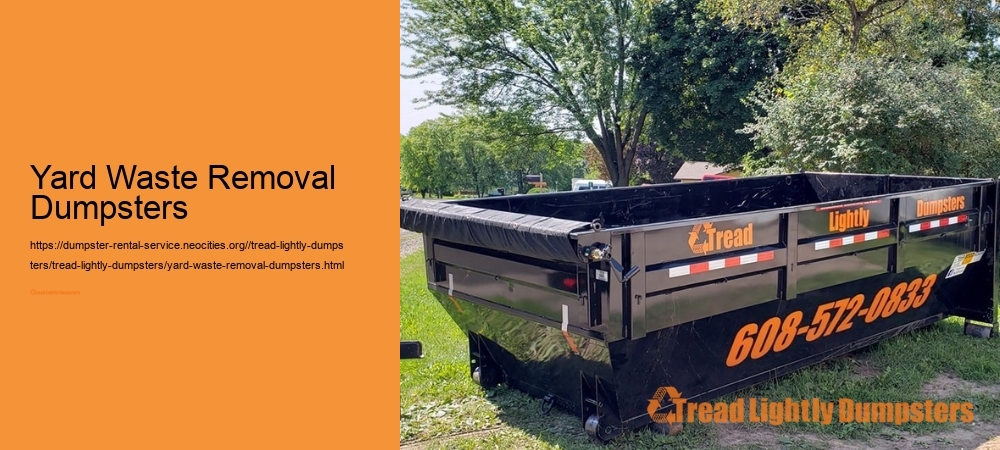 Yard Waste Removal
Dumpsters
https://dumpster-rental-service.neocities.org//tread-lightly-dumps
ters/tread-lightly-dumpsters/yard-waste-removal-dumpsters.html
Tread
Lightly
Dumpsters
608-572-0833
Tread Lightly Dumpsters